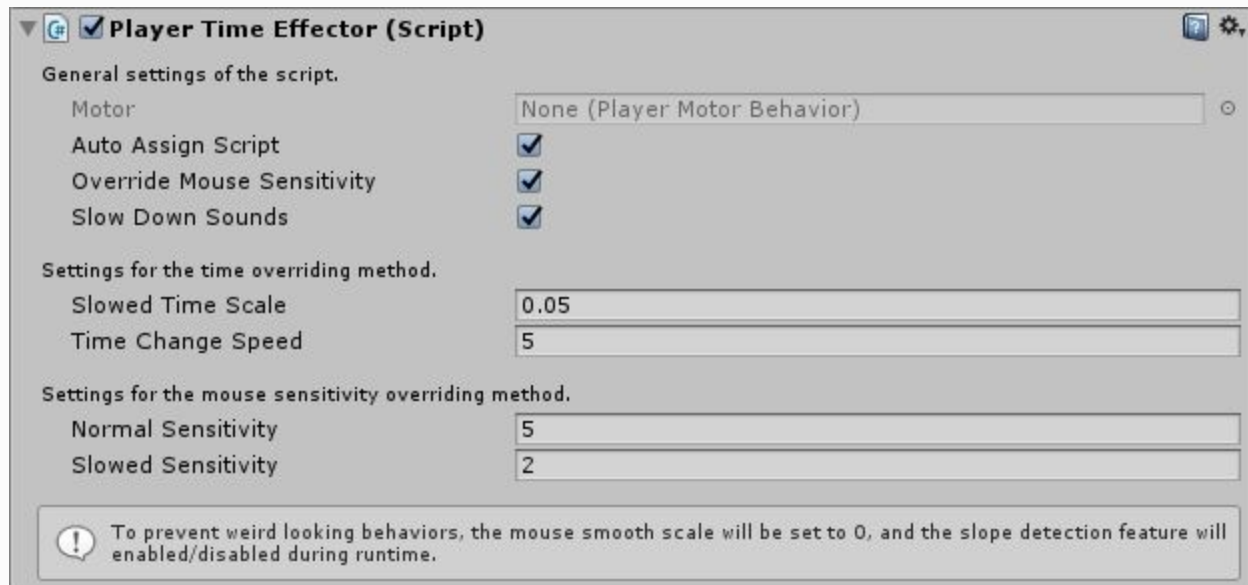 Player Time Effector (Script)
General settings of the script.
Motor None (Player Motor Behavior)
Auto Assign Script
Override Mouse Sensitivity
Slow Down Sounds
Settings for the time overriding method.
Slowed Time Scale 0.05
Time Change Speed 5
Settings for the mouse sensitivity overriding method.
Normal Sensitivity 5
Slowed Sensitivity 2
To prevent weird looking behaviors, the mouse smooth scale will be set to 0, and the slope detection feature will
enabled/disabled during runtime.